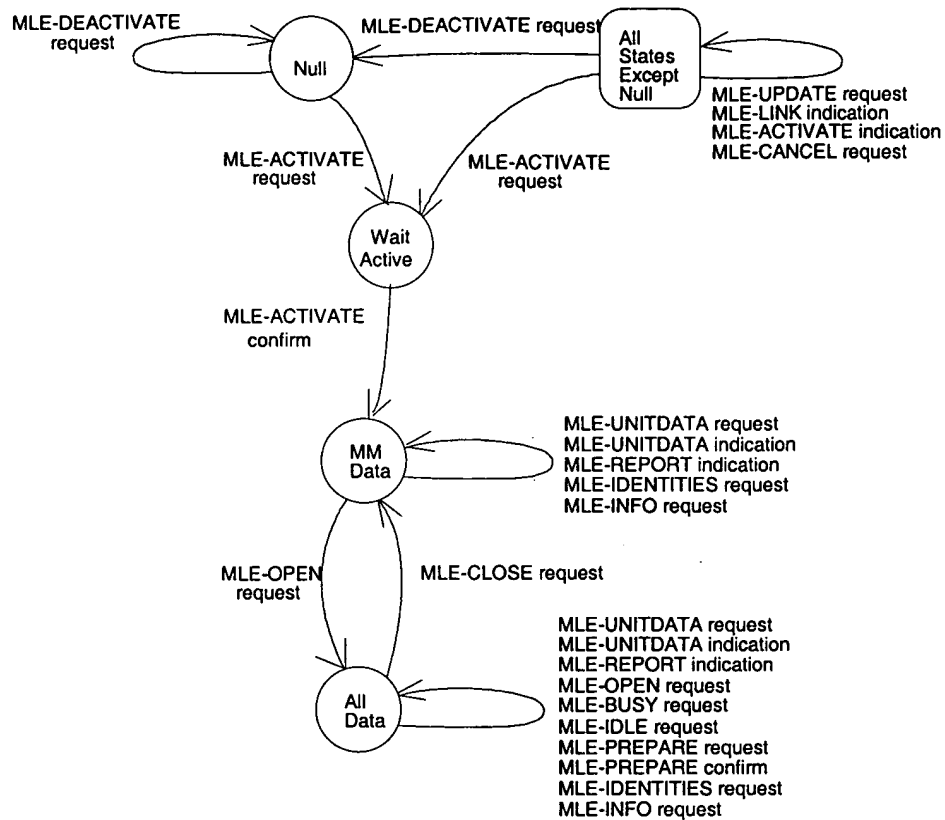 MLE-DEACTIVATE
request
MLE-DEACTIVATE request
Null
All
States
Except
Null
MLE-UPDATE request
MLE-LINK indication
MLE-ACTIVATE indication
MLE-CANCEL request
MLE-ACTIVATE
request
MLE-ACTIVATE
request
Wait
Active
MLE-ACTIVATE
confirm
MM
Data
MLE-UNITDATA request
MLE-UNITDATA indication
MLE-REPORT indication
MLE-IDENTITIES request
MLE-INFO request
MLE-OPEN
request
MLE-CLOSE request
All
Data
MLE-UNITDATA request
MLE-UNITDATA indication
MLE-REPORT indication
MLE-OPEN request
MLE-BUSY request
MLE-IDLE request
MLE-PREPARE request
MLE-PREPARE confirm
MLE-IDENTITIES request
MLE-INFO request